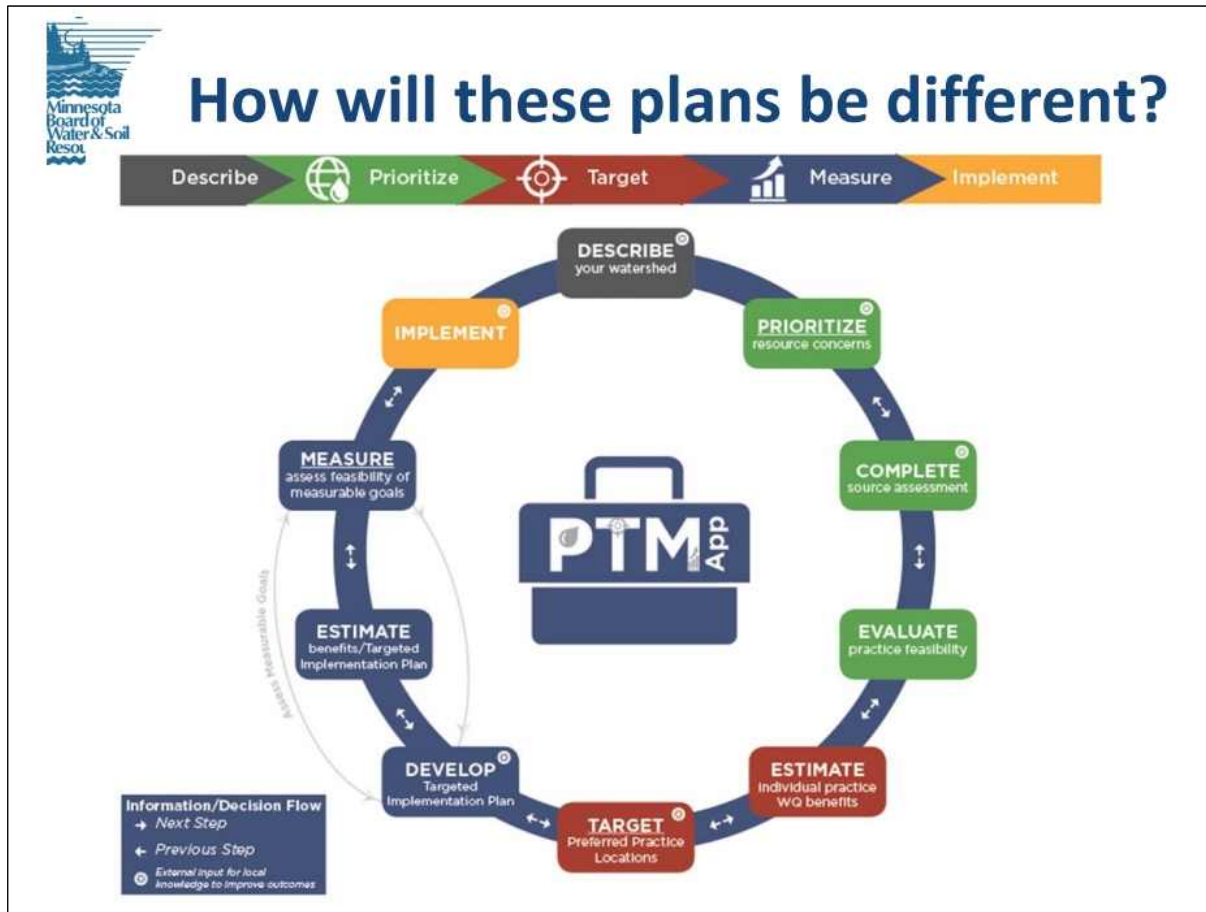 Minnesota
Board of
Water & Soil
Resou
How will these plans be different?
Describe
Prioritize
Target
Measure
Implement
DESCRIBE
your watershed
PRIORITIZE
resource concerns
COMPLETE
source assessment
EVALUATE
practice feasibility
ESTIMATE
individual practice
WQ benefits
TARGET
Preferred Practice
Locations
DEVELOP
Targeted
Implementation Plan
ESTIMATE
benefits/Targeted
Implementation Plan
MEASURE
assess feasibility of
measurable goals
IMPLEMENT
Assess Measurable Goals
PTM
App
Information/Decision Flow
→ Next Step
← Previous Step
External input for local
knowledge to improve outcomes